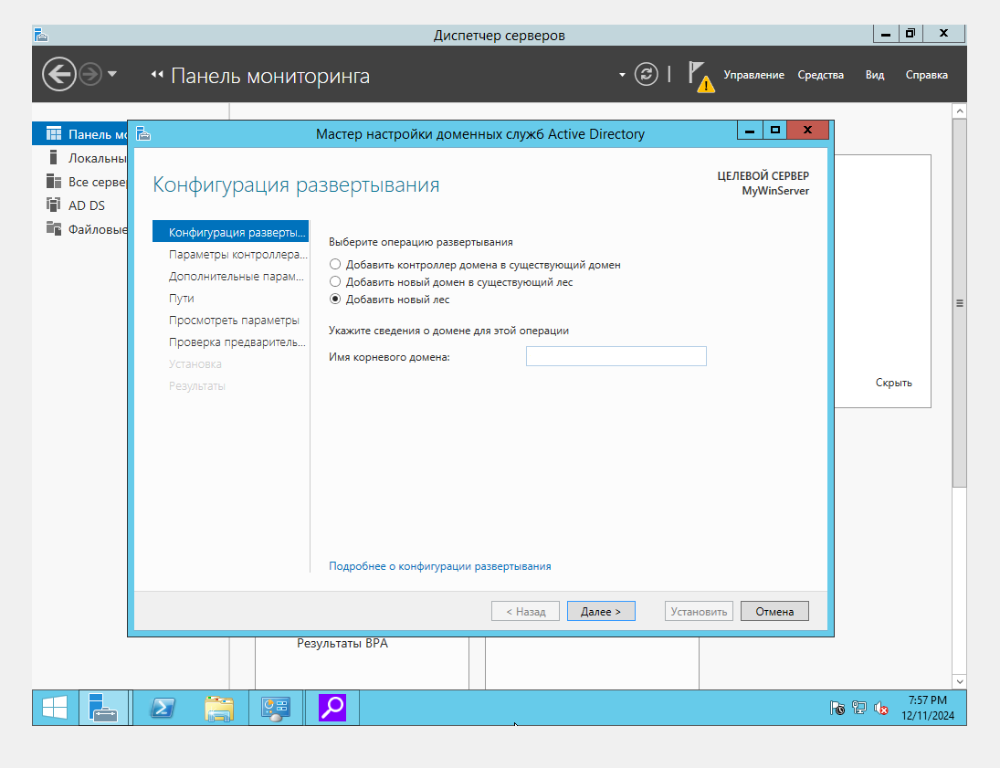 Диспетчер серверов
Панель мониторинга
Управление Средства Вид Справка
Панель мо
Локальны
Все серве
AD DS
Файловые
Мастер настройки доменных служб Active Directory
Конфигурация развертывания
ЦЕЛЕВОЙ СЕРВЕР
MyWinServer
Конфигурация разверты...
Параметры контроллера...
Дополнительные парам...
Пути
Просмотреть параметры
Проверка предваритель...
Установка
Результаты
Выберите операцию развертывания
Добавить контроллер домена в существующий домен
Добавить новый домен в существующий лес
Добавить новый лес
Укажите сведения о домене для этой операции
Имя корневого домена:
Подробнее о конфигурации развертывания
< Назад Далее > Установить Отмена
Скрыть
Результаты BPA
7:57 PM
12/11/2024